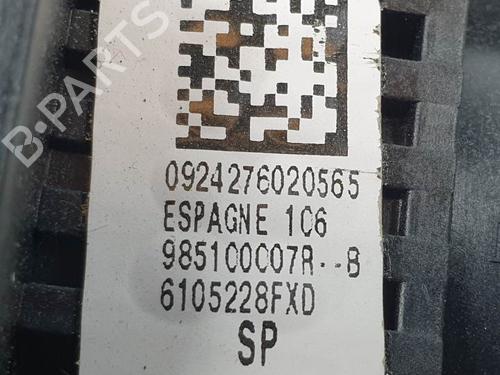 B-PARTS
0924276020565
ESPAGNE 1C6
985100C07R--B
6105228FXD
SP